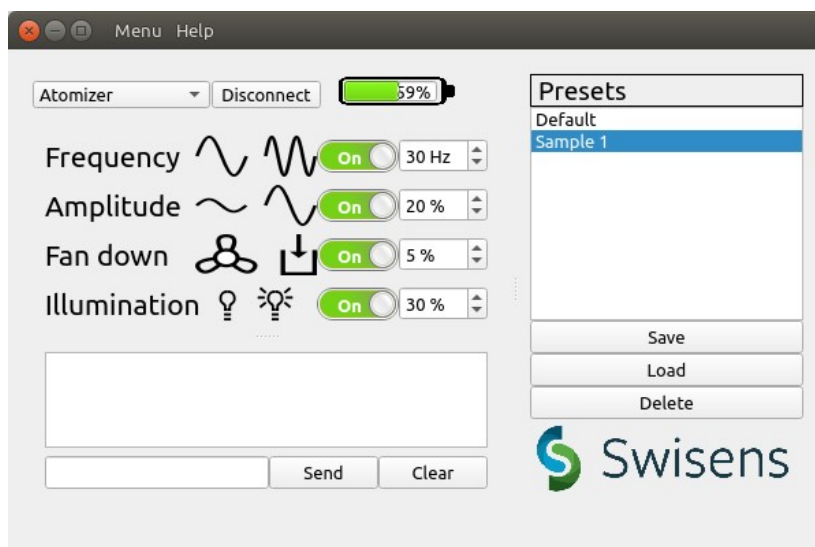 Menu Help
Atomizer Disconnect 59%
Frequency On 30 Hz
Amplitude On 20 %
Fan down On 5 %
Illumination On 30 %
Send Clear
Presets
Default
Sample 1
Save
Load
Delete
Swisens